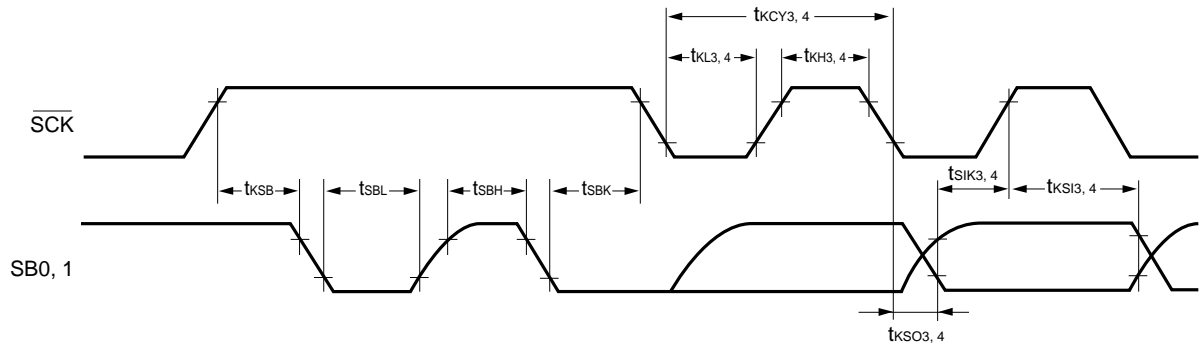 tKCY3, 4
tKL3, 4
tKH3, 4
SCK
tSIK3, 4
tKSI3, 4
tKSB
tSBL
tSBH
tSBK
SB0, 1
tKSO3, 4